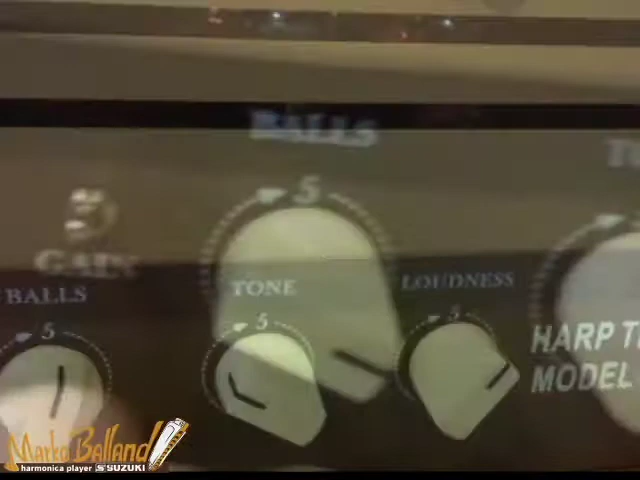 BALLS
5
GAIN
BALLS
TONE
LOUDNESS
5
5
5
HARP T
MODEL
Marko Balland
harmonica player SUZUKI